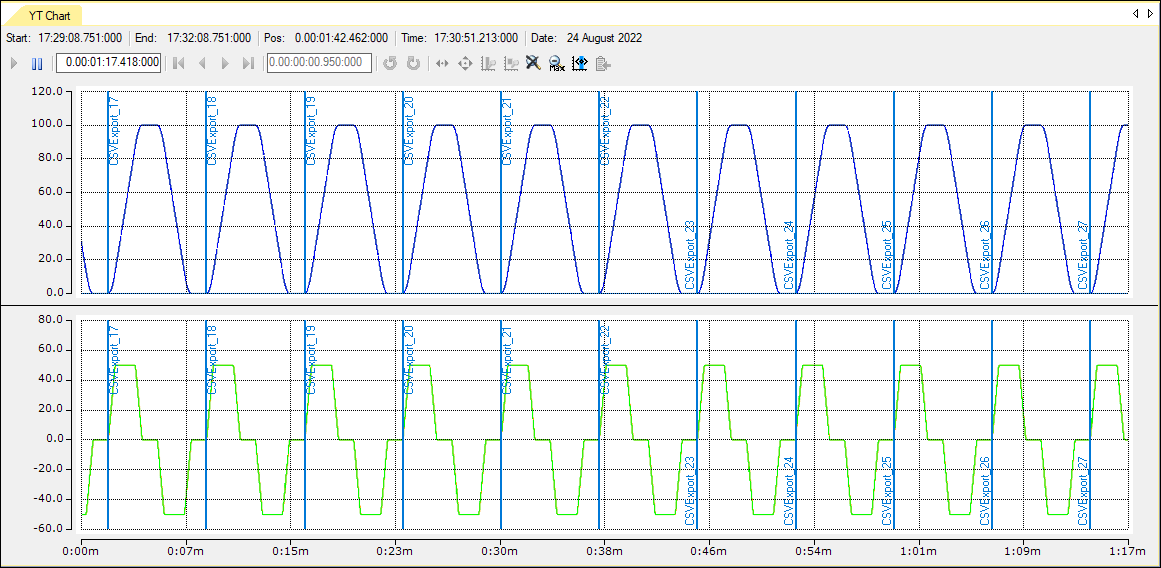 YT Chart
Start: 17:29:08.751:000 End: 17:32:08.751:000 Pos: 0.00:01:42.462:000 Time: 17:30:51.213:000 Date: 24 August 2022
0.00:01:17.418:000 0.00:00:00.950:000 Max
120.0
100.0
80.0
60.0
40.0
20.0
0.0
CSVExport_17 CSVExport_18 CSVExport_19 CSVExport_20 CSVExport_21 CSVExport_22 CSVExport_23 CSVExport_24 CSVExport_25 CSVExport_26 CSVExport_27
80.0
60.0
40.0
20.0
0.0
-20.0
-40.0
-60.0
CSVExport_17 CSVExport_18 CSVExport_19 CSVExport_20 CSVExport_21 CSVExport_22 CSVExport_23 CSVExport_24 CSVExport_25 CSVExport_26 CSVExport_27
0:00m 0:07m 0:15m 0:23m 0:30m 0:38m 0:46m 0:54m 1:01m 1:09m 1:17m